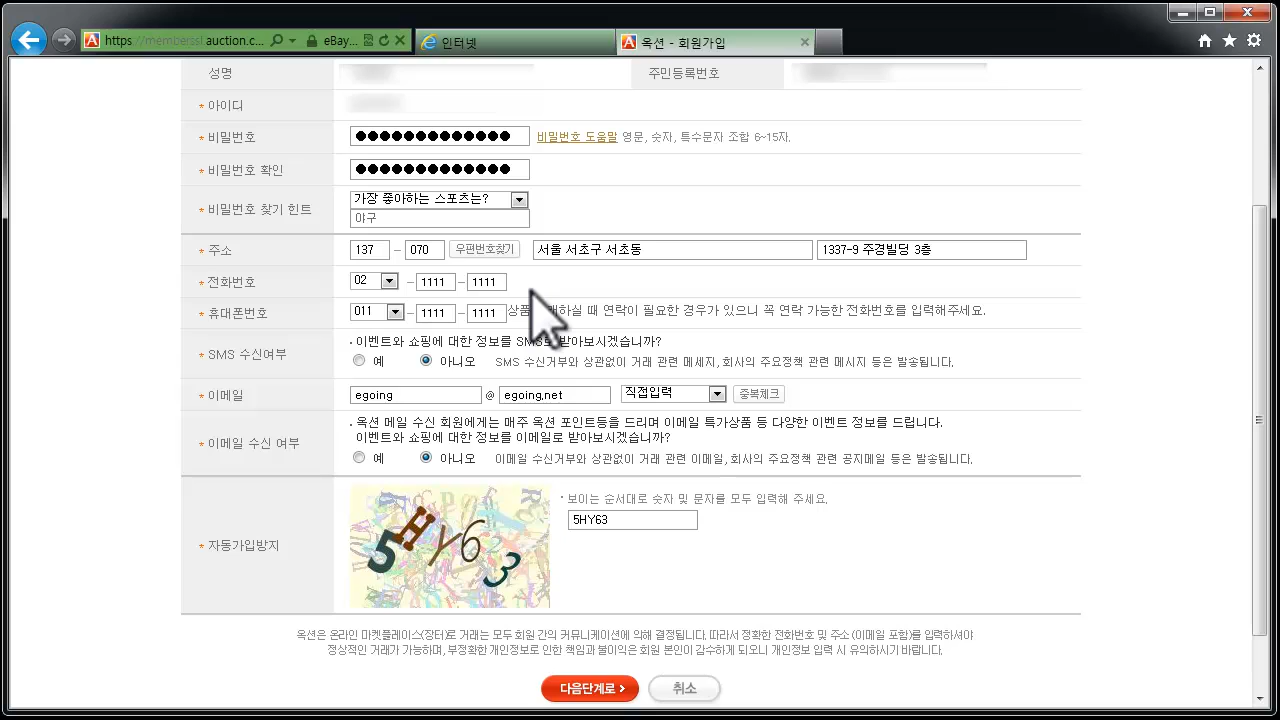 https://members.auction.c... eBay...
인터넷
옥션 - 회원가입
성명 주민등록번호
* 아이디
* 비밀번호 ●●●●●●●●●●●●● 비밀번호 도움말 영문, 숫자, 특수문자 조합 6~15자.
* 비밀번호 확인 ●●●●●●●●●●●●●
* 비밀번호 찾기 힌트 가장 좋아하는 스포츠는?
야구
* 주소 137 - 070 우편번호찾기 서울 서초구 서초동 1337-9 주경빌딩 3층
* 전화번호 02 - 1111 - 1111
* 휴대폰번호 011 - 1111 - 1111 상품 하실 때 연락이 필요한 경우가 있으니 꼭 연락 가능한 전화번호를 입력해주세요.
* SMS 수신여부 · 이벤트와 쇼핑에 대한 정보를 SMS로 받아보시겠습니까?
예 아니오 SMS 수신거부와 상관없이 거래 관련 메세지, 회사의 주요정책 관련 메시지 등은 발송됩니다.
* 이메일 egoing @ egoing.net 직접입력 중복체크
* 이메일 수신 여부 · 옥션 메일 수신 회원에게는 매주 옥션 포인트등을 드리며 이메일 특가상품 등 다양한 이벤트 정보를 드립니다.
이벤트와 쇼핑에 대한 정보를 이메일로 받아보시겠습니까?
예 아니오 이메일 수신거부와 상관없이 거래 관련 이메일, 회사의 주요정책 관련 공지메일 등은 발송됩니다.
* 자동가입방지 5HY63 · 보이는 순서대로 숫자 및 문자를 모두 입력해 주세요.
5HY63
옥션은 온라인 마켓플레이스(장터)로 거래는 모두 회원 간의 커뮤니케이션에 의해 결정됩니다. 따라서 정확한 전화번호 및 주소 (이메일 포함)를 입력하셔야
정상적인 거래가 가능하며, 부정확한 개인정보로 인한 책임과 불이익은 회원 본인이 감수하게 되오니 개인정보 입력 시 유의하시기 바랍니다.
다음단계로 › 취소